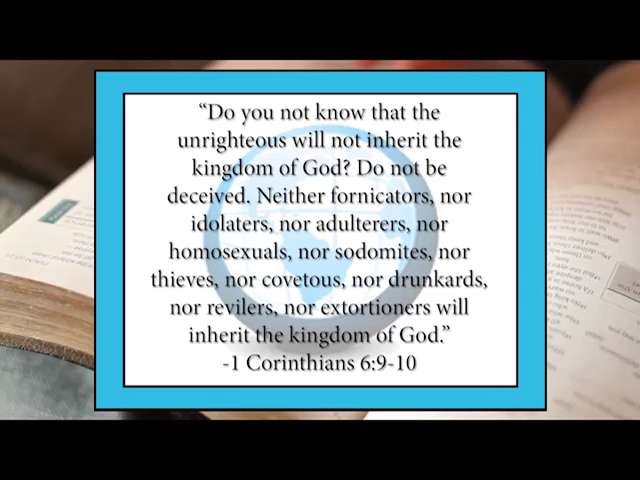 “Do you not know that the
unrighteous will not inherit the
kingdom of God? Do not be
deceived. Neither fornicators, nor
idolaters, nor adulterers, nor
homosexuals, nor sodomites, nor
thieves, nor covetous, nor drunkards,
nor revilers, nor extortioners will
inherit the kingdom of God.”
-1 Corinthians 6:9-10